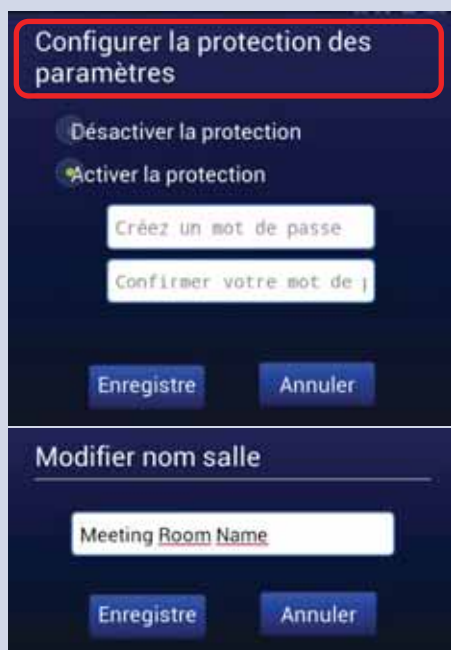 Configurer la protection des
paramètres
Désactiver la protection
Activer la protection
Créez un mot de passe
Confirmer votre mot de
Enregistre Annuler
Modifier nom salle
Meeting Room Name
Enregistre Annuler